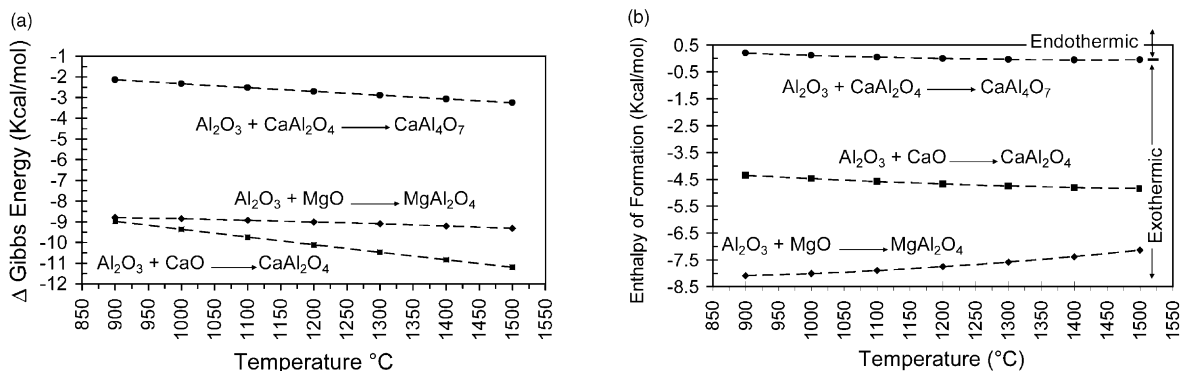 (a)
Δ Gibbs Energy (Kcal/mol)
-1
-2
-3
-4
-5
-6
-7
-8
-9
-10
-11
-12
Al₂O₃ + CaAl₂O₄ ⟶ CaAl₄O₇
Al₂O₃ + MgO ⟶ MgAl₂O₄
Al₂O₃ + CaO ⟶ CaAl₂O₄
850 900 950 1000 1050 1100 1150 1200 1250 1300 1350 1400 1450 1500 1550
Temperature °C
(b)
Enthalpy of Formation (Kcal/mol)
0.5
-0.5
-1.5
-2.5
-3.5
-4.5
-5.5
-6.5
-7.5
-8.5
Endothermic
Al₂O₃ + CaAl₂O₄ ⟶ CaAl₄O₇
Al₂O₃ + CaO ⟶ CaAl₂O₄
Exothermic
Al₂O₃ + MgO ⟶ MgAl₂O₄
850 900 950 1000 1050 1100 1150 1200 1250 1300 1350 1400 1450 1500 1550
Temperature (°C)